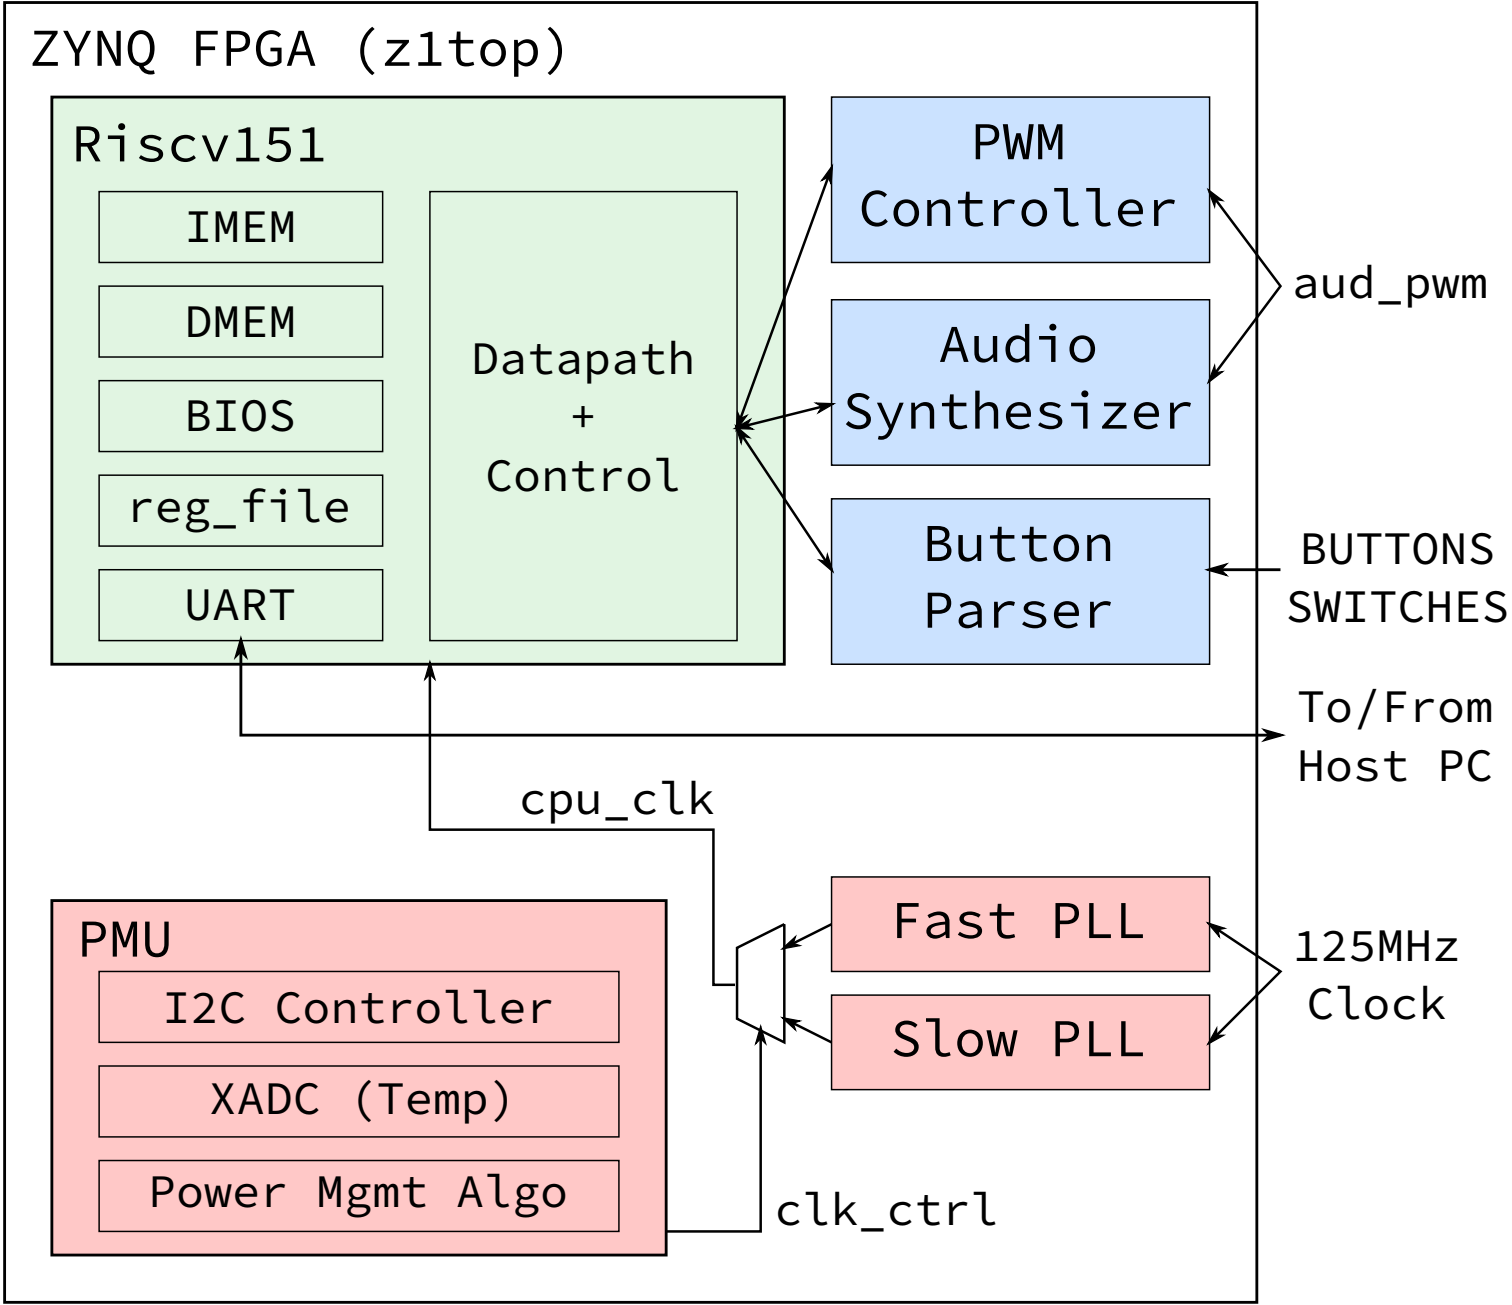 ZYNQ FPGA (z1top)
Riscv151
IMEM
DMEM
BIOS
reg_file
UART
Datapath
+
Control
PWM
Controller
Audio
Synthesizer
Button
Parser
aud_pwm
BUTTONS
SWITCHES
To/From
Host PC
cpu_clk
PMU
I2C Controller
XADC (Temp)
Power Mgmt Algo
Fast PLL
Slow PLL
125MHz
Clock
clk_ctrl